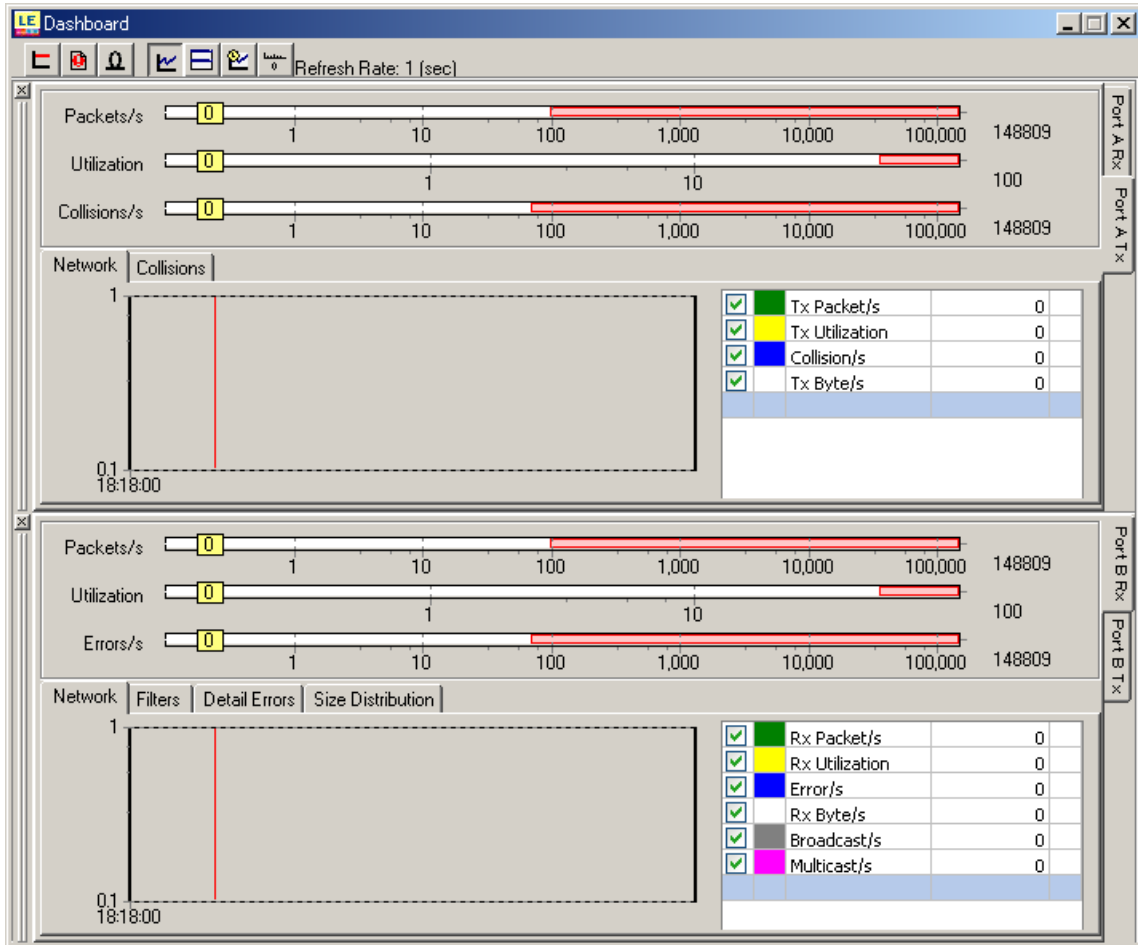 LE Dashboard
Refresh Rate: 1 (sec)
Packets/s 0 148809
1 10 100 1,000 10,000 100,000
Utilization 0 100
1 10
Collisions/s 0 148809
1 10 100 1,000 10,000 100,000
Port A Rx
Port A Tx
Network Collisions
1
0.1
18:18:00
Tx Packet/s 0
Tx Utilization 0
Collision/s 0
Tx Byte/s 0
Packets/s 0 148809
1 10 100 1,000 10,000 100,000
Utilization 0 100
1 10
Errors/s 0 148809
1 10 100 1,000 10,000 100,000
Port B Rx
Port B Tx
Network Filters Detail Errors Size Distribution
1
0.1
18:18:00
Rx Packet/s 0
Rx Utilization 0
Error/s 0
Rx Byte/s 0
Broadcast/s 0
Multicast/s 0